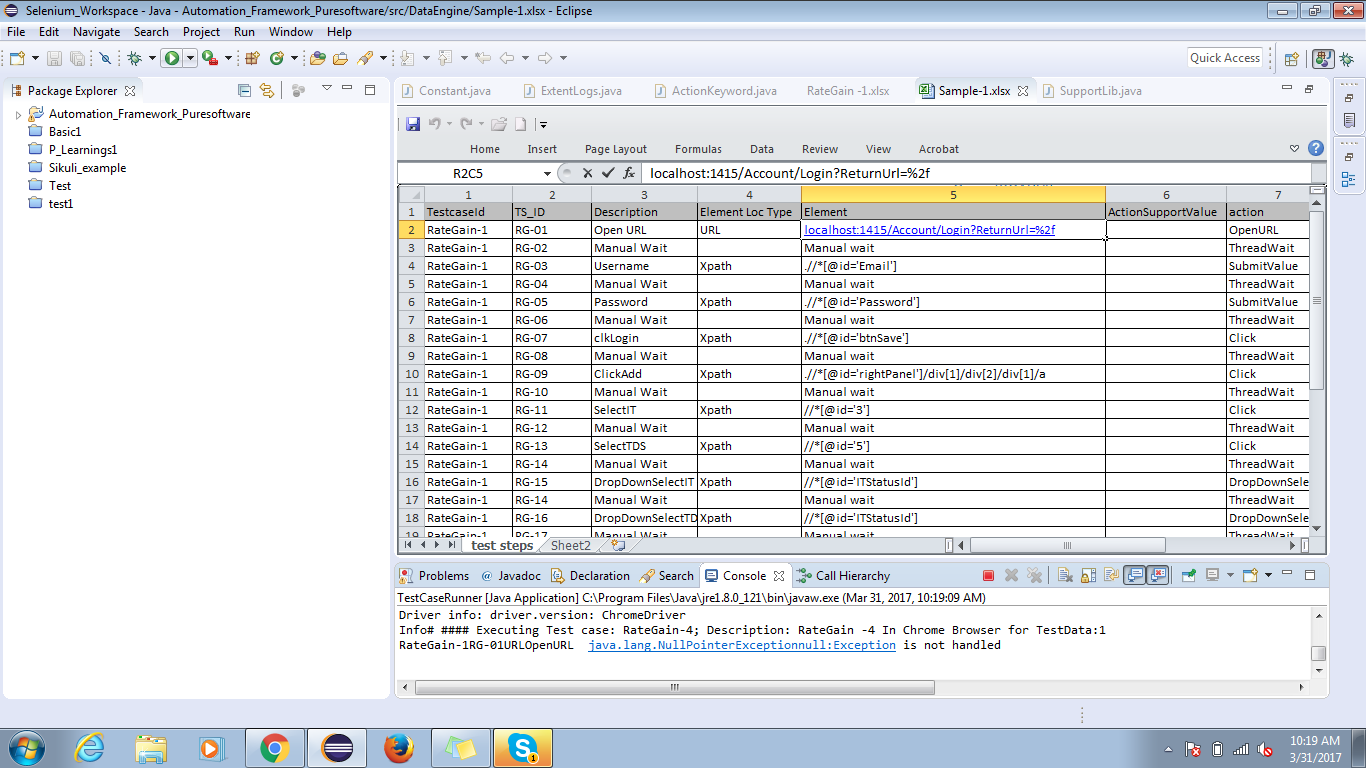 Selenium_Workspace - Java - Automation_Framework_Puresoftware/src/DataEngine/Sample-1.xlsx - Eclipse
File Edit Navigate Search Project Run Window Help
Quick Access
Package Explorer
Automation_Framework_Puresoftware
Basic1
P_Learnings1
Sikuli_example
Test
test1
Constant.java ExtentLogs.java ActionKeyword.java RateGain -1.xlsx Sample-1.xlsx SupportLib.java
Home Insert Page Layout Formulas Data Review View Acrobat
R2C5 fx localhost:1415/Account/Login?ReturnUrl=%2f
1 2 3 4 5 6 7
1 TestcaseId TS_ID Description Element Loc Type Element ActionSupportValue action
2 RateGain-1 RG-01 Open URL URL localhost:1415/Account/Login?ReturnUrl=%2f OpenURL
3 RateGain-1 RG-02 Manual Wait Manual wait ThreadWait
4 RateGain-1 RG-03 Username Xpath .//*[@id='Email'] SubmitValue
5 RateGain-1 RG-04 Manual Wait Manual wait ThreadWait
6 RateGain-1 RG-05 Password Xpath .//*[@id='Password'] SubmitValue
7 RateGain-1 RG-06 Manual Wait Manual wait ThreadWait
8 RateGain-1 RG-07 clkLogin Xpath .//*[@id='btnSave'] Click
9 RateGain-1 RG-08 Manual Wait Manual wait ThreadWait
10 RateGain-1 RG-09 ClickAdd Xpath .//*[@id='rightPanel']/div[1]/div[2]/div[1]/a Click
11 RateGain-1 RG-10 Manual Wait Manual wait ThreadWait
12 RateGain-1 RG-11 SelectIT Xpath //*[@id='3'] Click
13 RateGain-1 RG-12 Manual Wait Manual wait ThreadWait
14 RateGain-1 RG-13 SelectTDS Xpath //*[@id='5'] Click
15 RateGain-1 RG-14 Manual Wait Manual wait ThreadWait
16 RateGain-1 RG-15 DropDownSelectIT Xpath //*[@id='ITStatusId'] DropDownSele
17 RateGain-1 RG-14 Manual Wait Manual wait ThreadWait
18 RateGain-1 RG-16 DropDownSelectTD Xpath //*[@id='ITStatusId'] DropDownSele
19 RateGain-1 RG-17 Manual Wait Manual wait ThreadWait
test steps Sheet2
Problems @ Javadoc Declaration Search Console Call Hierarchy
TestCaseRunner [Java Application] C:\Program Files\Java\jre1.8.0_121\bin\javaw.exe (Mar 31, 2017, 10:19:09 AM)
Driver info: driver.version: ChromeDriver
Info# #### Executing Test case: RateGain-4; Description: RateGain -4 In Chrome Browser for TestData:1
RateGain-1RG-01URLOpenURL java.lang.NullPointerExceptionnull:Exception is not handled
1
10:19 AM
3/31/2017